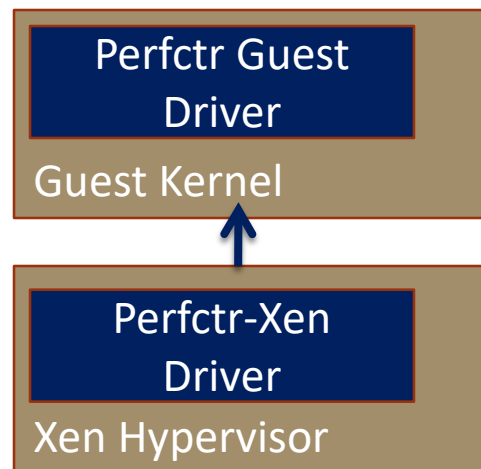 Perfctr Guest
Driver
Guest Kernel
Perfctr-Xen
Driver
Xen Hypervisor